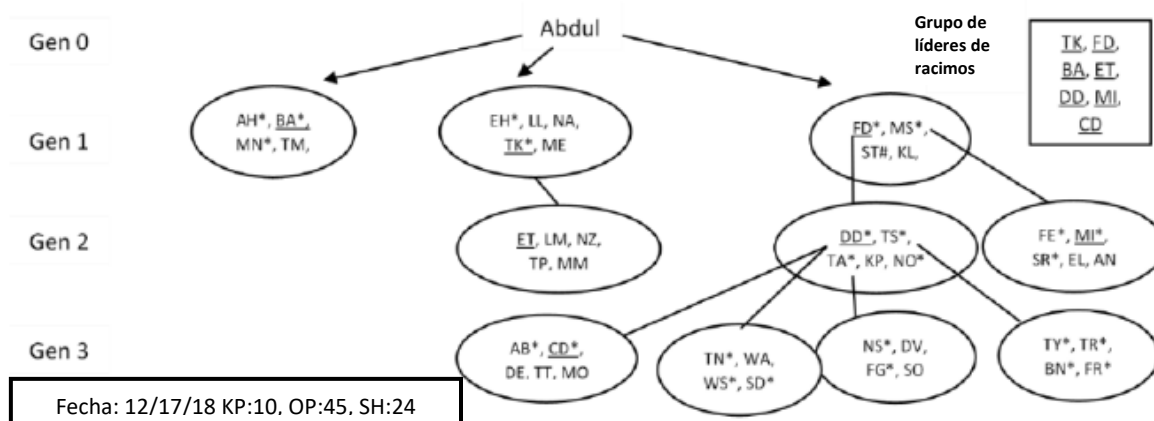 Gen 0
Abdul
Grupo de
líderes de
racimos
TK, FD,
BA, ET,
DD, MI,
CD
Gen 1
AH*, BA*,
MN*, TM,
EH*, LL, NA,
TK*, ME
FD*, MS*,
ST#, KL,
Gen 2
ET, LM, NZ,
TP, MM
DD*, TS*,
TA*, KP, NO*
FE*, MI*,
SR*, EL, AN
Gen 3
AB*, CD*,
DE, TT, MO
TN*, WA,
WS*, SD*
NS*, DV,
FG*, SO
TY*, TR*,
BN*, FR*
Fecha: 12/17/18 KP:10, OP:45, SH:24